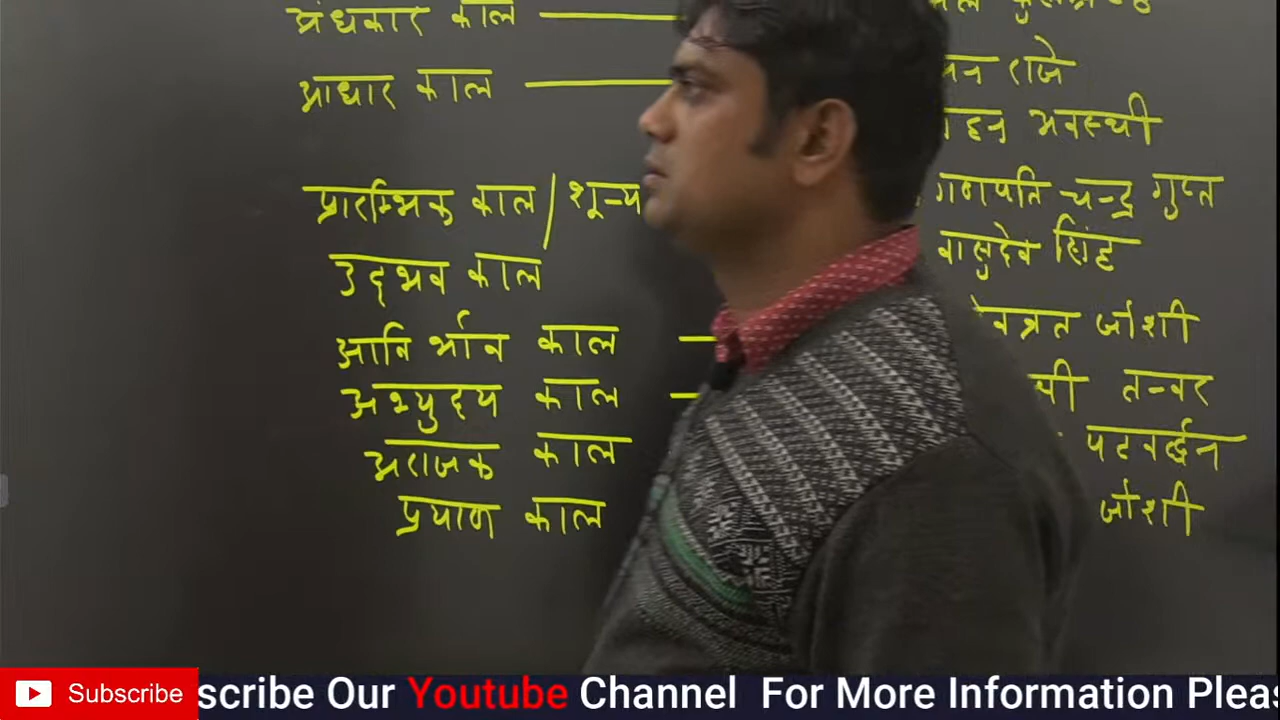 अंधकार काल
आधार काल राजे
अवस्थी
प्रारम्भिक काल / शून्य गणपति चन्द्र गुप्त
उद्भव काल वासुदेव सिंह
आविर्भाव काल जोशी
अभ्युदय काल तन्वर
अराजक काल पटवर्द्धन
प्रयाण काल जोशी
Subscribe scribe Our Youtube Channel For More Information Pleas